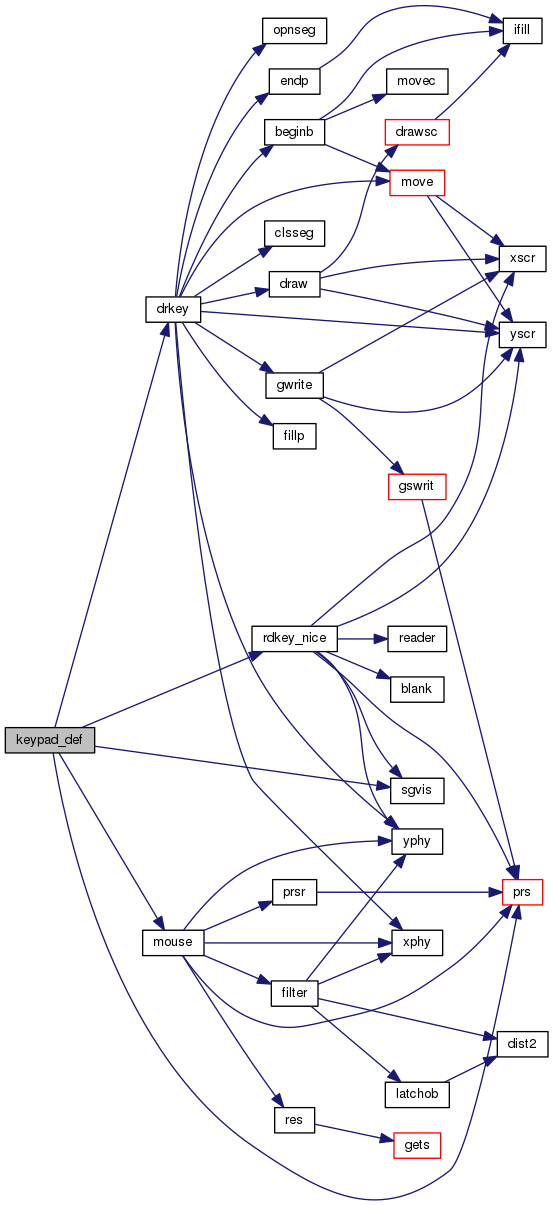 opnseg
ifill
endp
movec
beginb
drawsc
move
clsseg
xscr
draw
drkey
yscr
gwrite
fillp
gswrit
rdkey_nice
reader
blank
keypad_def
sgvis
yphy
prsr
prs
mouse
xphy
filter
dist2
latchob
res
gets